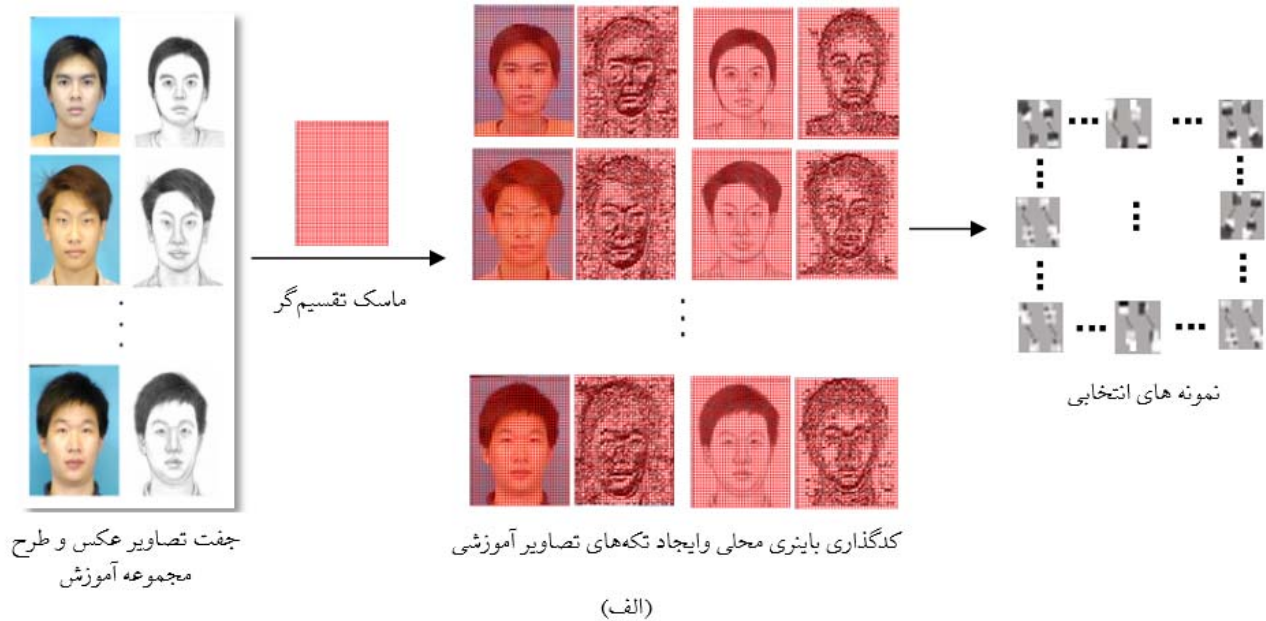 ماسک تقسیم‌گر
نمونه های انتخابی
جفت تصاویر عکس و طرح
مجموعه آموزش
کدگذاری باینری محلی وایجاد تکه‌های تصاویر آموزشی
(الف)